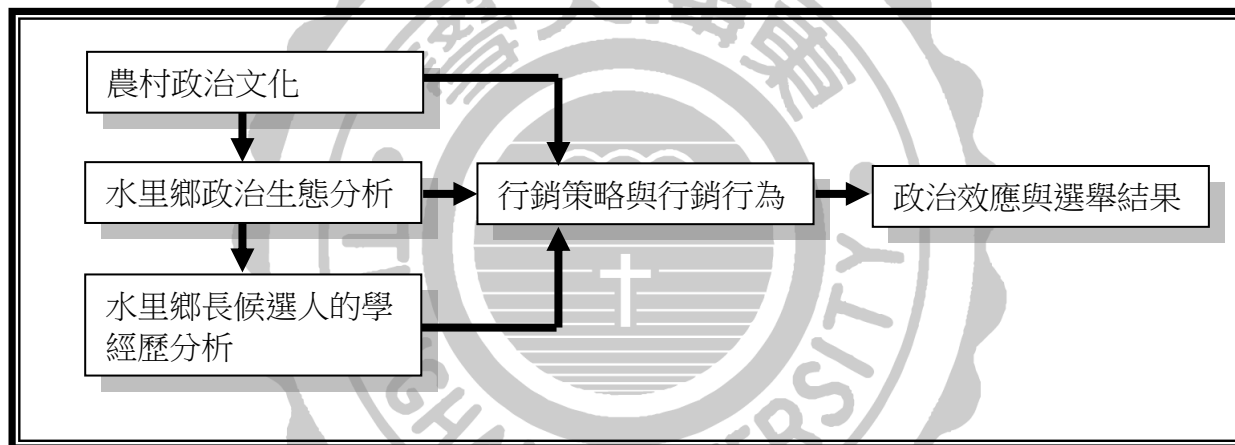 農村政治文化
水里鄉政治生態分析
行銷策略與行銷行為
政治效應與選舉結果
水里鄉長候選人的學
經歷分析